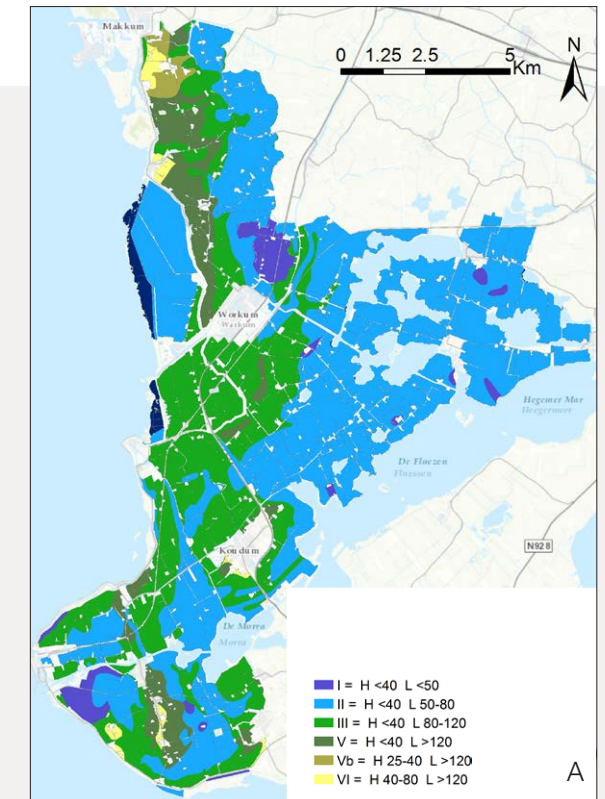 Makkum
N
0 1.25 2.5 5
Km
Workum
Warkum
Hegemer Mar
Heegermeer
De Fluezen
Fluessen
N928
Koudum
De Morra
Morra
I = H <40 L <50
II = H <40 L 50-80
III = H <40 L 80-120
V = H <40 L >120
Vb = H 25-40 L >120
VI = H 40-80 L >120
A